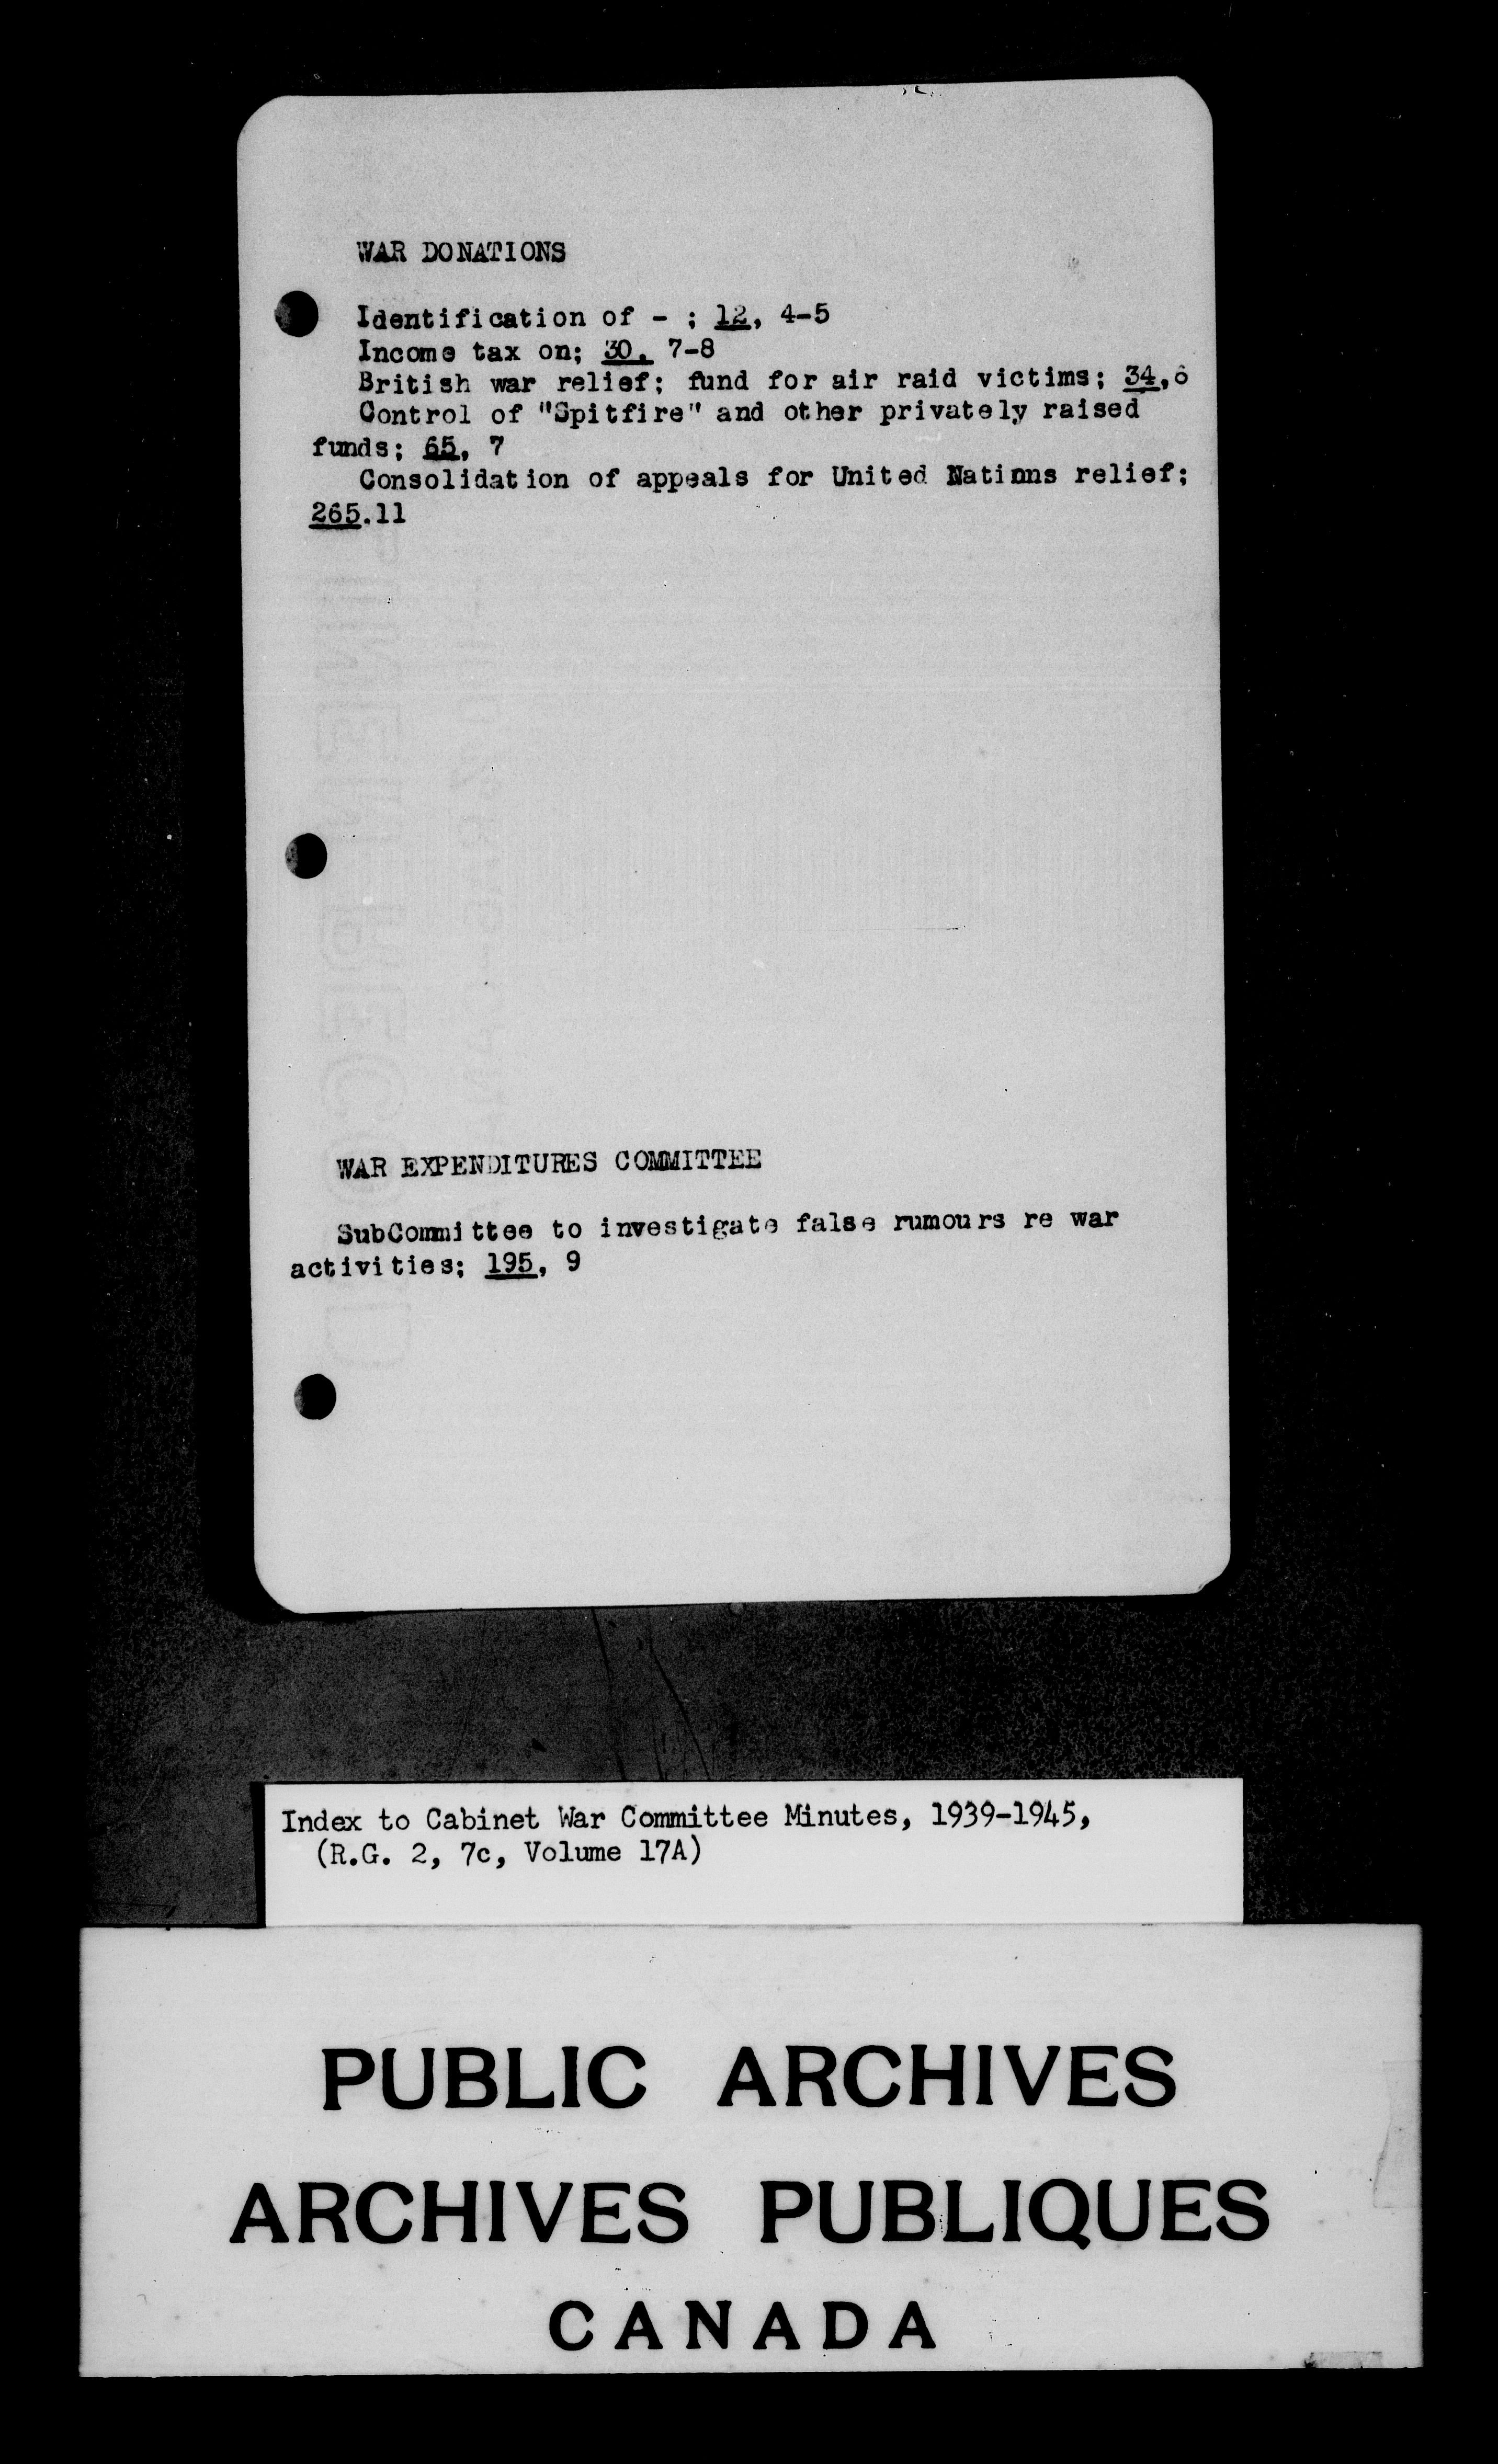 WAR DONATIONS
Identification of - ; 12, 4-5
Income tax on; 30, 7-8
British war relief; fund for air raid victims; 34,6
Control of "Spitfire" and other privately raised
funds; 65, 7
Consolidation of appeals for United Natinns relief;
265.11
WAR EXPENDITURES COMMITTEE
SubCommittee to investigate false rumours re war
activities; 195, 9
Index to Cabinet War Committee Minutes, 1939-1945,
(R.G. 2, 7c, Volume 17A)
PUBLIC ARCHIVES
ARCHIVES PUBLIQUES
CANADA